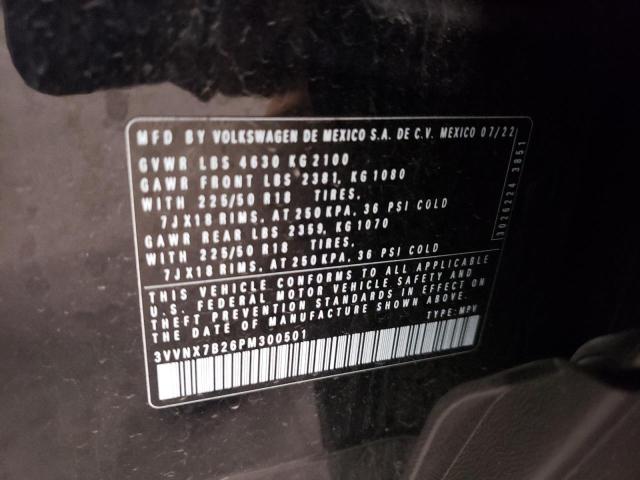 MFD BY VOLKSWAGEN DE MEXICO S.A. DE C.V. MEXICO 07/22
GVWR LBS 4630 KG 2100
GAWR FRONT LBS 2381, KG 1080
WITH 225/50 R18 TIRES,
7JX18 RIMS, AT 250 KPA, 36 PSI COLD
GAWR REAR LBS 2359, KG 1070
WITH 225/50 R18 TIRES,
7JX18 RIMS, AT 250 KPA, 36 PSI COLD
THIS VEHICLE CONFORMS TO ALL APPLICABLE
U.S. FEDERAL MOTOR VEHICLE SAFETY AND
THEFT PREVENTION STANDARDS IN EFFECT ON
THE DATE OF MANUFACTURE SHOWN ABOVE.
3VVNX7B26PM300501 TYPE: MPV
3026224 3851